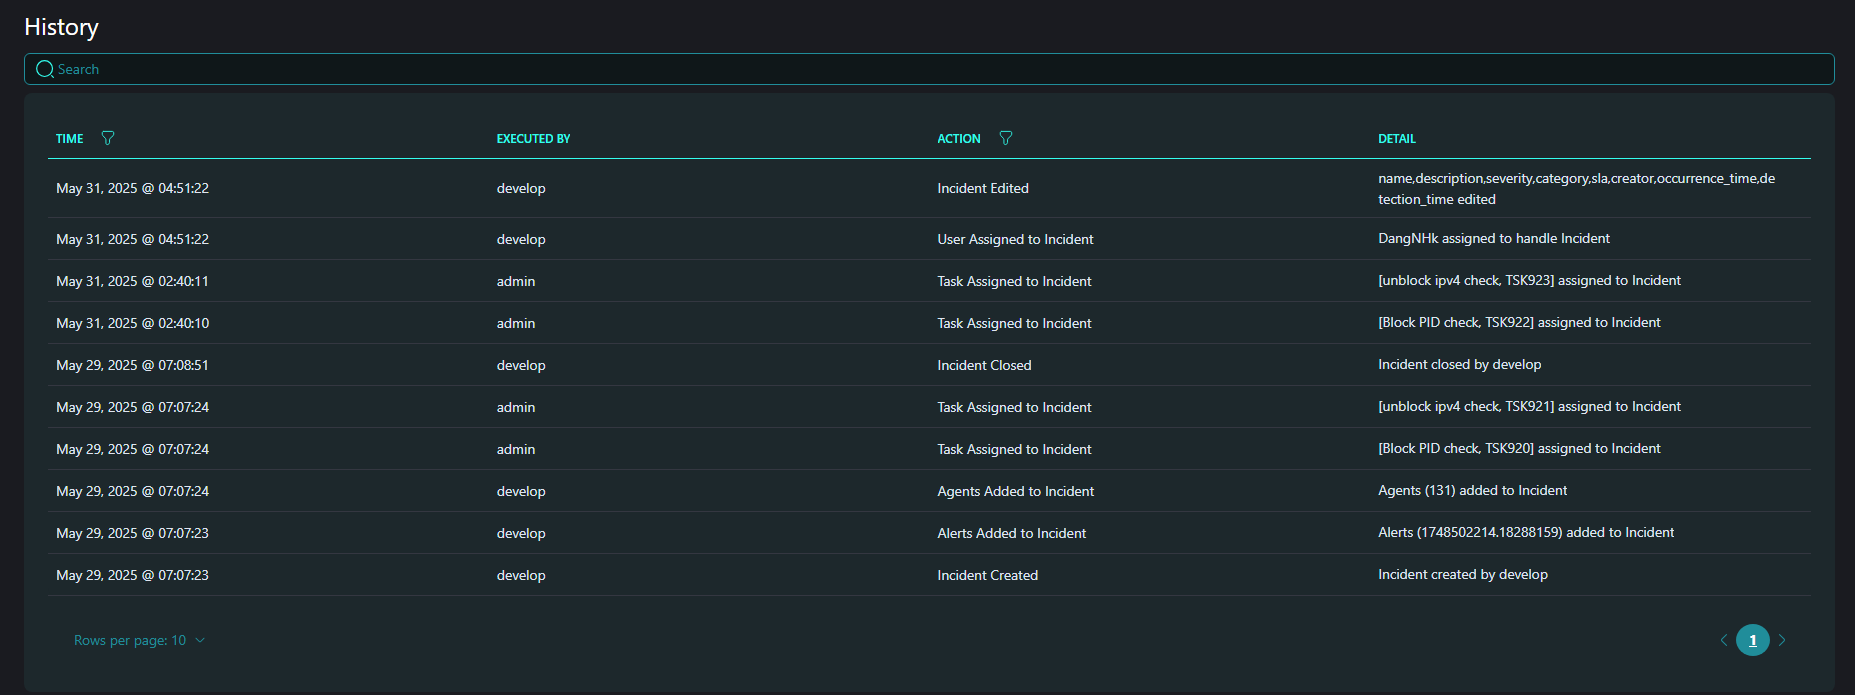 History
Search
TIME EXECUTED BY ACTION DETAIL
May 31, 2025 @ 04:51:22 develop Incident Edited name,description,severity,category,sla,creator,occurrence_time,de
tection_time edited
May 31, 2025 @ 04:51:22 develop User Assigned to Incident DangNHk assigned to handle Incident
May 31, 2025 @ 02:40:11 admin Task Assigned to Incident [unblock ipv4 check, TSK923] assigned to Incident
May 31, 2025 @ 02:40:10 admin Task Assigned to Incident [Block PID check, TSK922] assigned to Incident
May 29, 2025 @ 07:08:51 develop Incident Closed Incident closed by develop
May 29, 2025 @ 07:07:24 admin Task Assigned to Incident [unblock ipv4 check, TSK921] assigned to Incident
May 29, 2025 @ 07:07:24 admin Task Assigned to Incident [Block PID check, TSK920] assigned to Incident
May 29, 2025 @ 07:07:24 develop Agents Added to Incident Agents (131) added to Incident
May 29, 2025 @ 07:07:23 develop Alerts Added to Incident Alerts (1748502214.18288159) added to Incident
May 29, 2025 @ 07:07:23 develop Incident Created Incident created by develop
Rows per page: 10 1